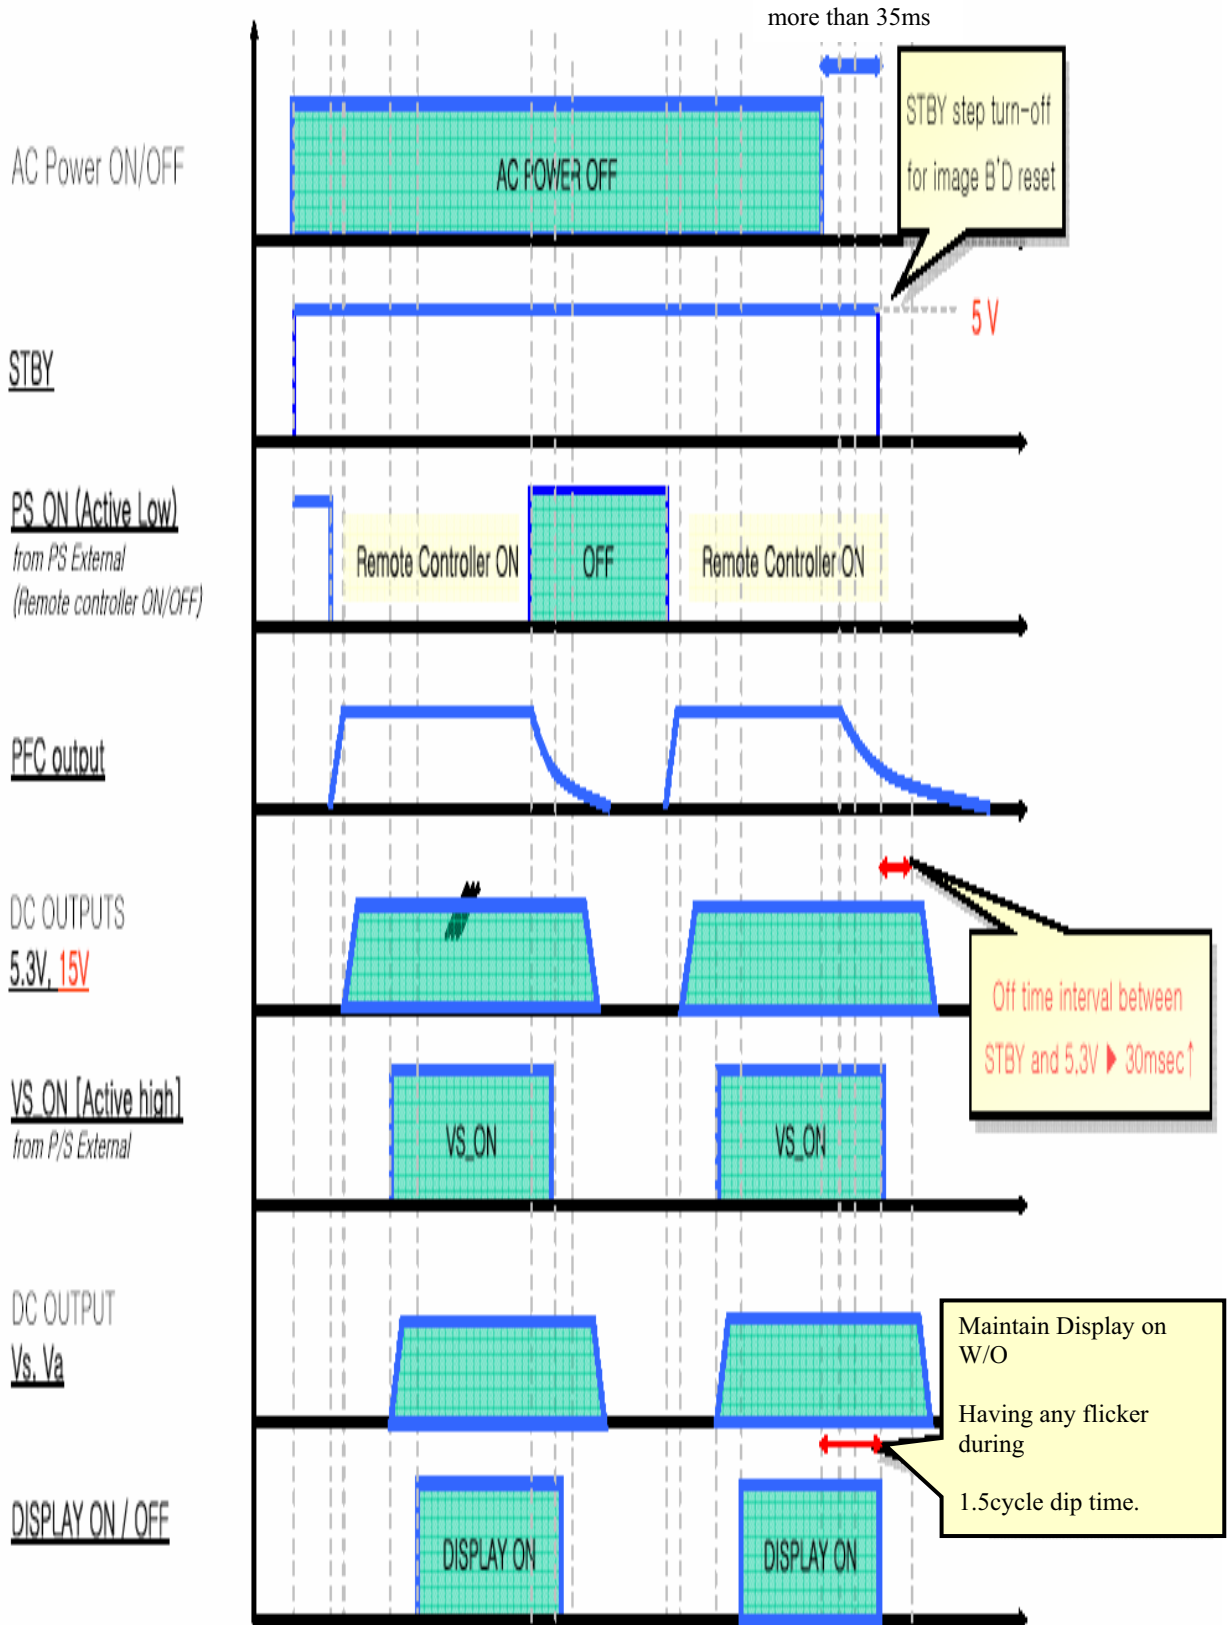 more than 35ms
STBY step turn-off
for image B'D reset
AC Power ON/OFF
AC POWER OFF
5 V
STBY
PS_ON (Active Low)
from PS External
(Remote controller ON/OFF)
Remote Controller ON
OFF
Remote Controller ON
PFC output
DC OUTPUTS
5.3V, 15V
Off time interval between
STBY and 5.3V ▶ 30msec↑
VS_ON [Active high]
from P/S External
VS_ON
VS_ON
DC OUTPUT
Vs, Va
Maintain Display on
W/O
Having any flicker
during
1.5cycle dip time.
DISPLAY ON / OFF
DISPLAY ON
DISPLAY ON